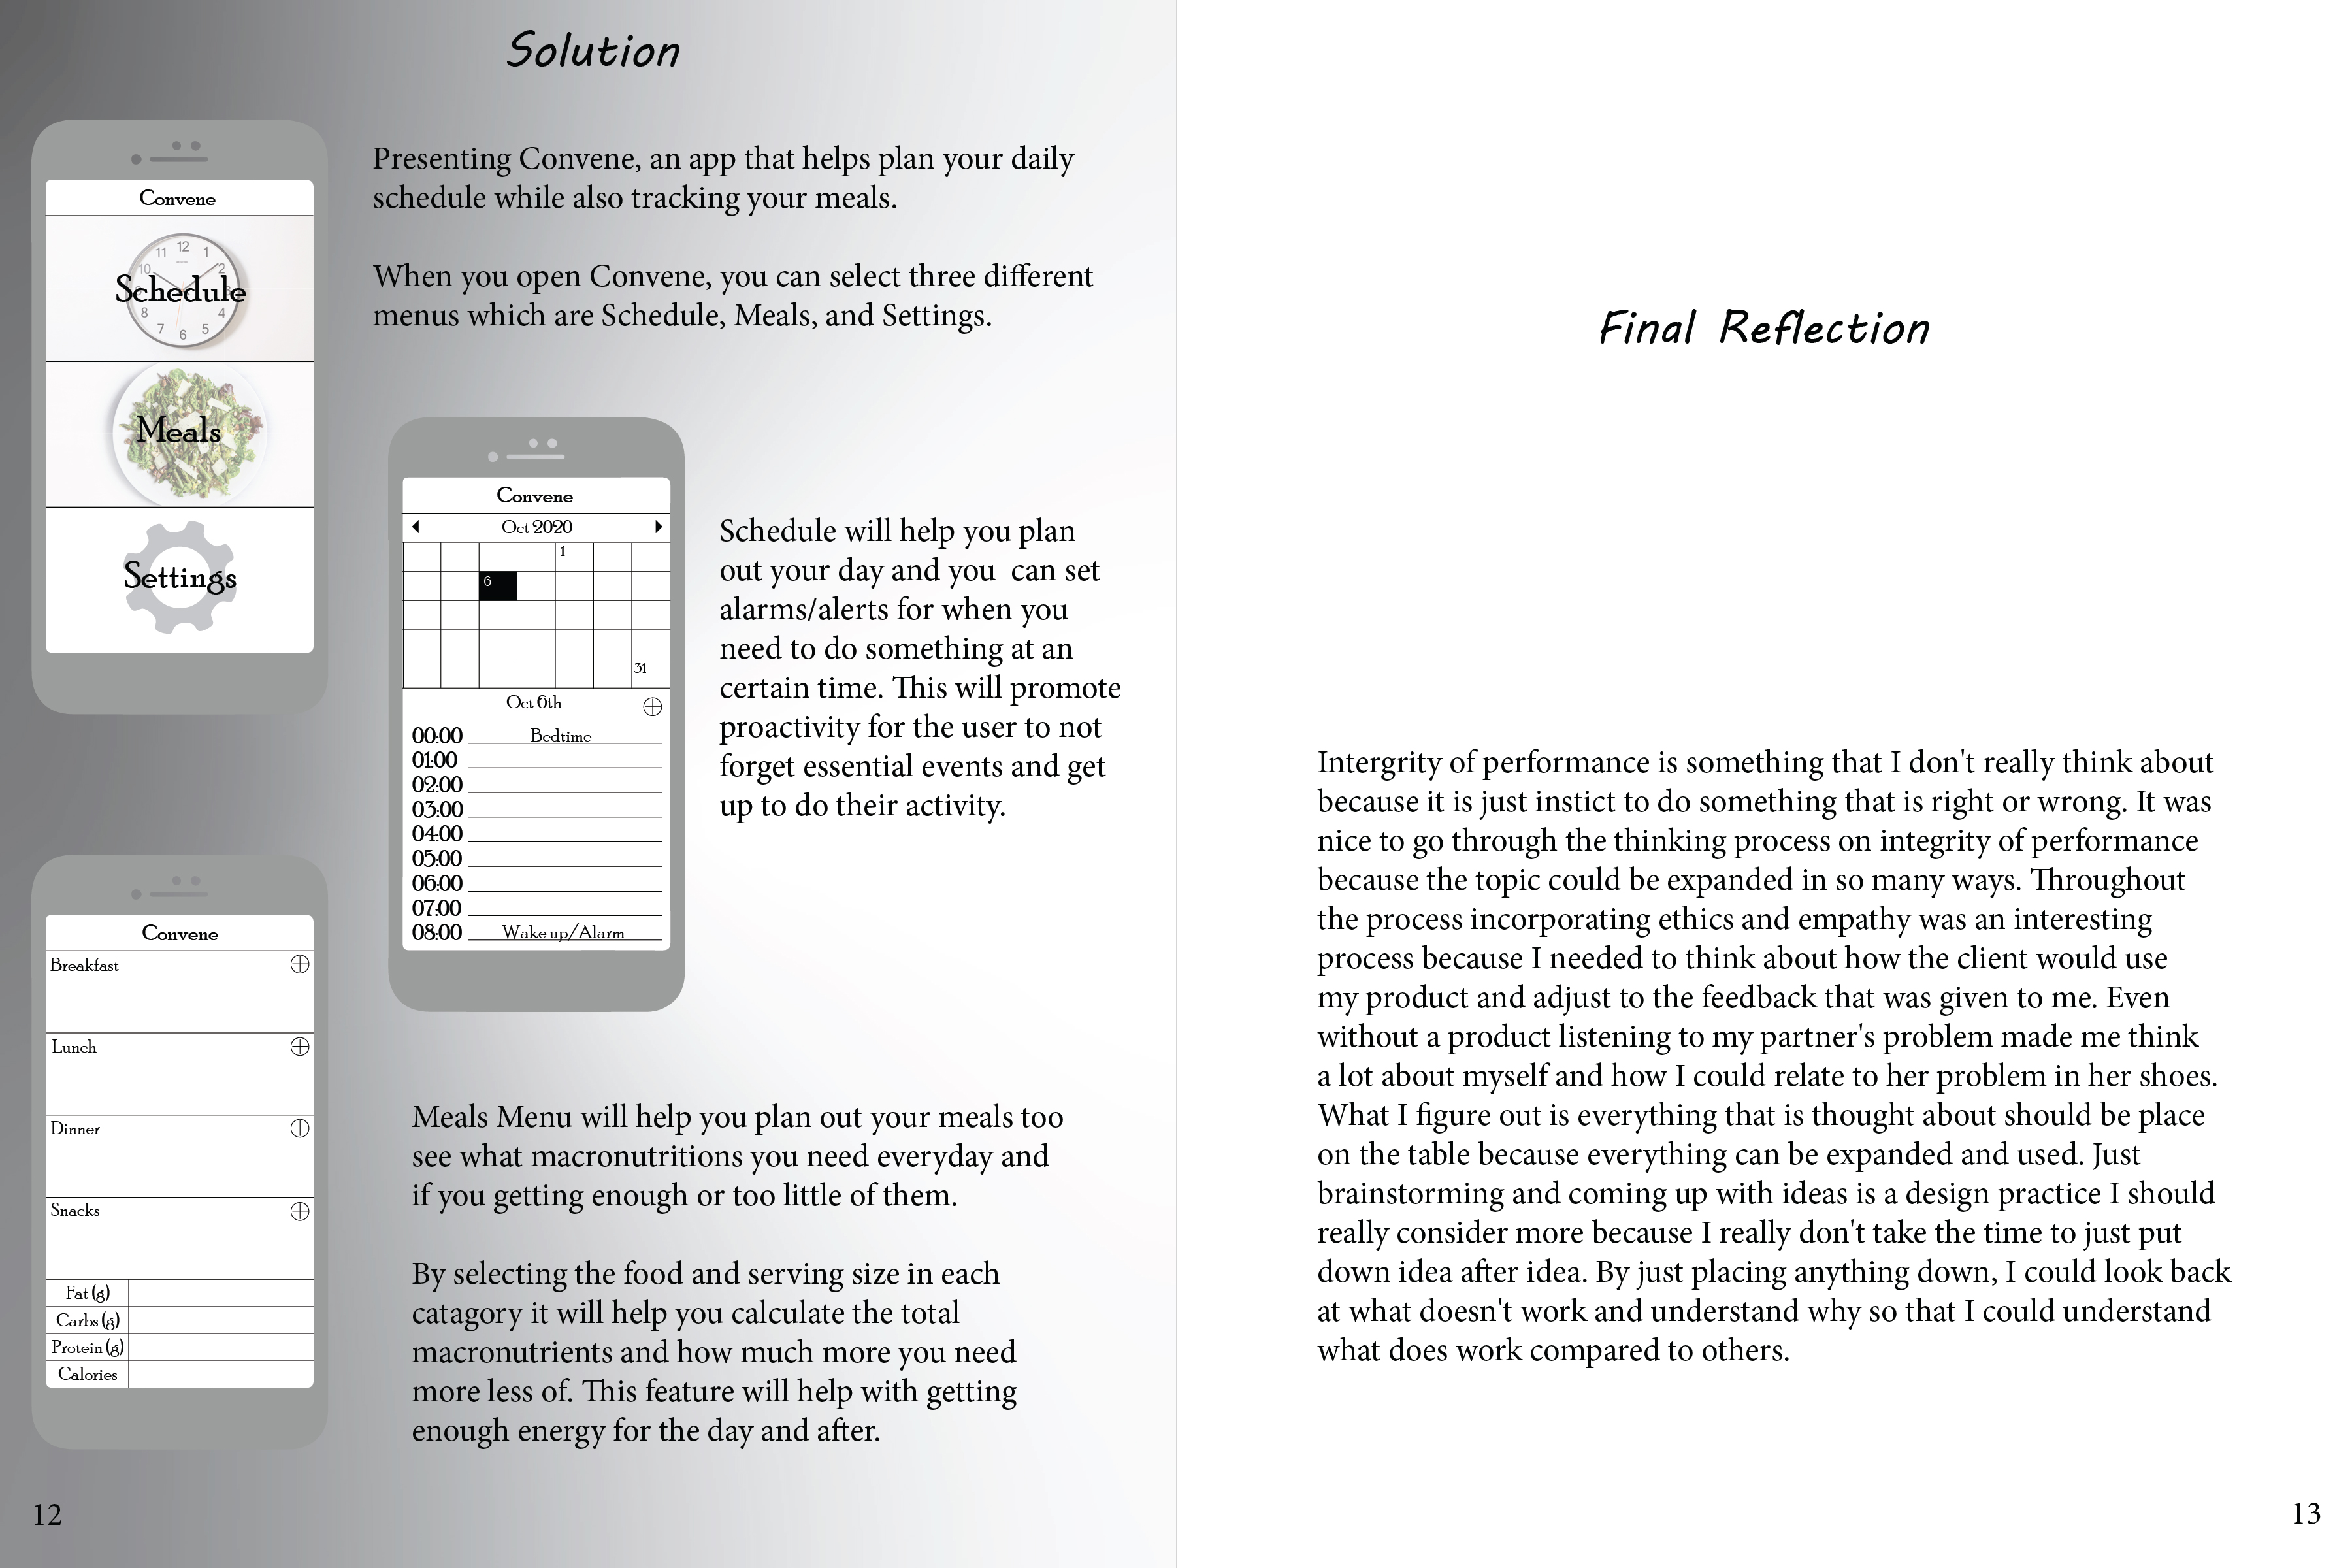 Solution
Convene
Schedule
12
1
2
4
5
6
7
8
10
11
Meals
Settings
Presenting Convene, an app that helps plan your daily
schedule while also tracking your meals.
When you open Convene, you can select three different
menus which are Schedule, Meals, and Settings.
Convene
Oct 2020
1
6
31
Oct 6th
00:00 Bedtime
01:00
02:00
03:00
04:00
05:00
06:00
07:00
08:00 Wake up/Alarm
Schedule will help you plan
out your day and you  can set
alarms/alerts for when you
need to do something at an
certain time. This will promote
proactivity for the user to not
forget essential events and get
up to do their activity.
Convene
Breakfast
Lunch
Dinner
Snacks
Fat (g)
Carbs (g)
Protein (g)
Calories
Meals Menu will help you plan out your meals too
see what macronutritions you need everyday and
if you getting enough or too little of them.
By selecting the food and serving size in each
catagory it will help you calculate the total
macronutrients and how much more you need
more less of. This feature will help with getting
enough energy for the day and after.
12
Final Reflection
Intergrity of performance is something that I don't really think about
because it is just instict to do something that is right or wrong. It was
nice to go through the thinking process on integrity of performance
because the topic could be expanded in so many ways. Throughout
the process incorporating ethics and empathy was an interesting
process because I needed to think about how the client would use
my product and adjust to the feedback that was given to me. Even
without a product listening to my partner's problem made me think
a lot about myself and how I could relate to her problem in her shoes.
What I figure out is everything that is thought about should be place
on the table because everything can be expanded and used. Just
brainstorming and coming up with ideas is a design practice I should
really consider more because I really don't take the time to just put
down idea after idea. By just placing anything down, I could look back
at what doesn't work and understand why so that I could understand
what does work compared to others.
13